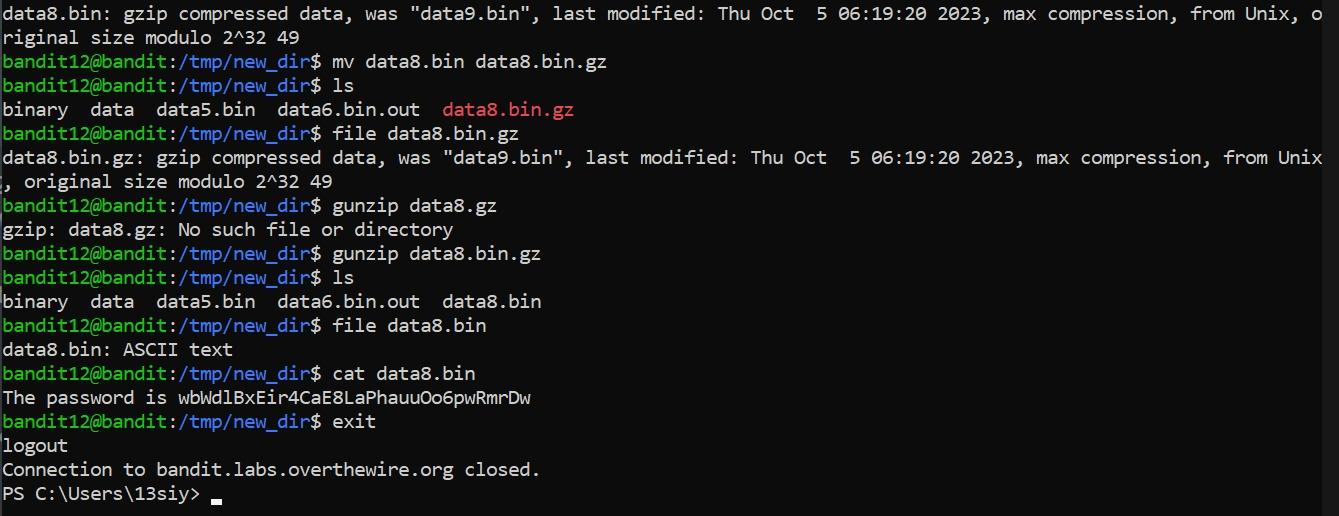 data8.bin: gzip compressed data, was "data9.bin", last modified: Thu Oct  5 06:19:20 2023, max compression, from Unix, o
riginal size modulo 2^32 49
bandit12@bandit:/tmp/new_dir$ mv data8.bin data8.bin.gz
bandit12@bandit:/tmp/new_dir$ ls
binary  data  data5.bin  data6.bin.out  data8.bin.gz
bandit12@bandit:/tmp/new_dir$ file data8.bin.gz
data8.bin.gz: gzip compressed data, was "data9.bin", last modified: Thu Oct  5 06:19:20 2023, max compression, from Unix
, original size modulo 2^32 49
bandit12@bandit:/tmp/new_dir$ gunzip data8.gz
gzip: data8.gz: No such file or directory
bandit12@bandit:/tmp/new_dir$ gunzip data8.bin.gz
bandit12@bandit:/tmp/new_dir$ ls
binary  data  data5.bin  data6.bin.out  data8.bin
bandit12@bandit:/tmp/new_dir$ file data8.bin
data8.bin: ASCII text
bandit12@bandit:/tmp/new_dir$ cat data8.bin
The password is wbWdlBxEir4CaE8LaPhauuOo6pwRmrDw
bandit12@bandit:/tmp/new_dir$ exit
logout
Connection to bandit.labs.overthewire.org closed.
PS C:\Users\13siy>